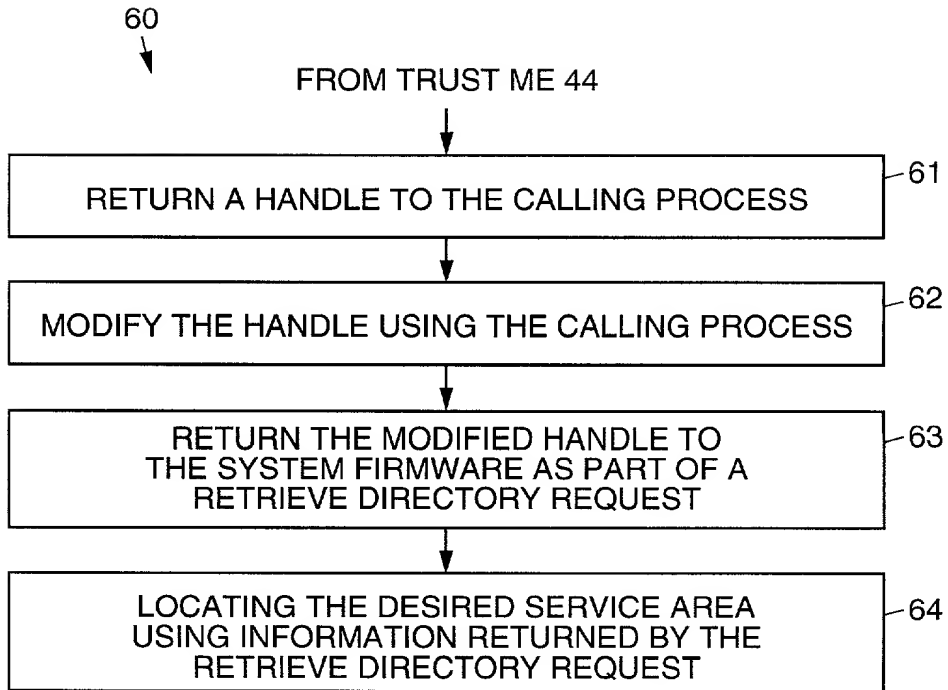 60
FROM TRUST ME 44
RETURN A HANDLE TO THE CALLING PROCESS
61
MODIFY THE HANDLE USING THE CALLING PROCESS
62
RETURN THE MODIFIED HANDLE TO
THE SYSTEM FIRMWARE AS PART OF A
RETRIEVE DIRECTORY REQUEST
63
LOCATING THE DESIRED SERVICE AREA
USING INFORMATION RETURNED BY THE
RETRIEVE DIRECTORY REQUEST
64